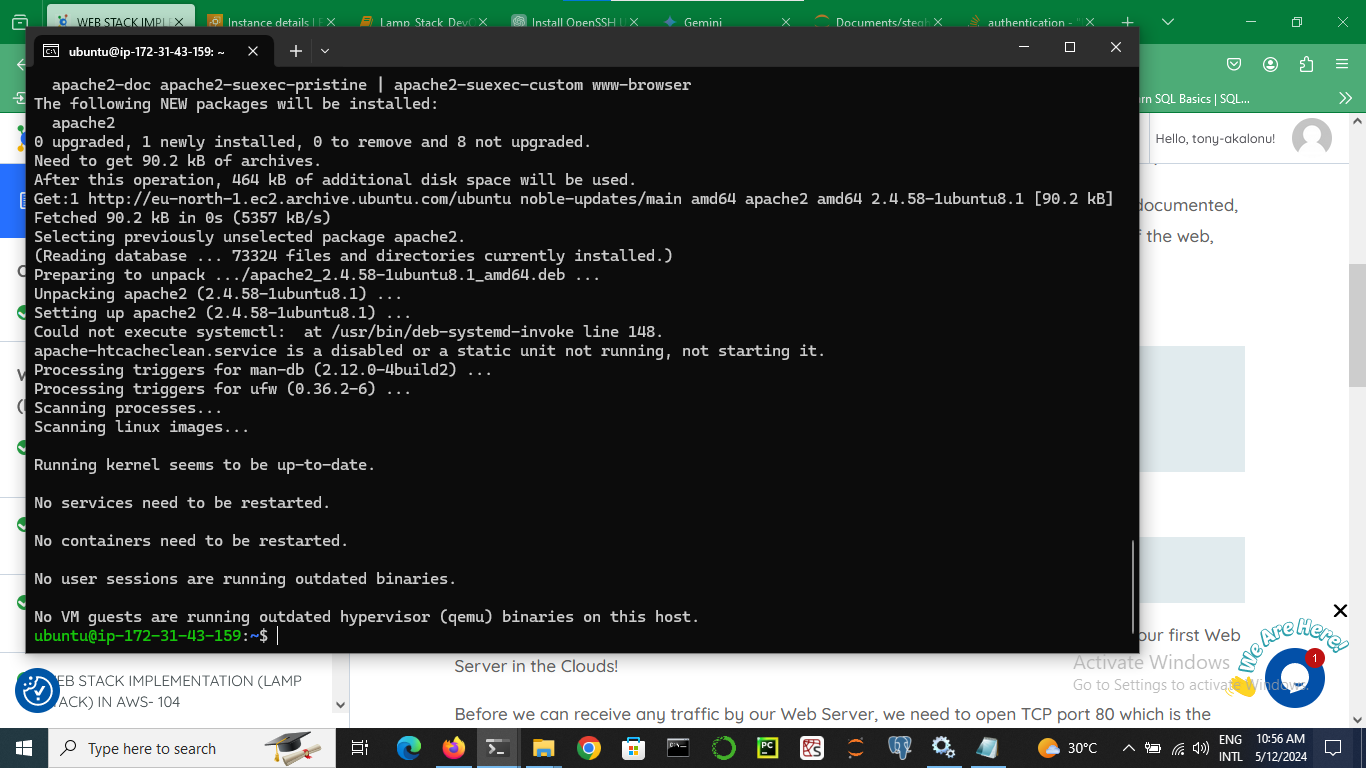 WEB STACK IMPLE
Instance details | E
Lamp_Stack_DevO
Install OpenSSH U
Gemini
Documents/stegh
authentication - "
ubuntu@ip-172-31-43-159: ~
apache2-doc apache2-suexec-pristine | apache2-suexec-custom www-browser
The following NEW packages will be installed:
apache2
0 upgraded, 1 newly installed, 0 to remove and 8 not upgraded.
Need to get 90.2 kB of archives.
After this operation, 464 kB of additional disk space will be used.
Get:1 http://eu-north-1.ec2.archive.ubuntu.com/ubuntu noble-updates/main amd64 apache2 amd64 2.4.58-1ubuntu8.1 [90.2 kB]
Fetched 90.2 kB in 0s (5357 kB/s)
Selecting previously unselected package apache2.
(Reading database ... 73324 files and directories currently installed.)
Preparing to unpack .../apache2_2.4.58-1ubuntu8.1_amd64.deb ...
Unpacking apache2 (2.4.58-1ubuntu8.1) ...
Setting up apache2 (2.4.58-1ubuntu8.1) ...
Could not execute systemctl:  at /usr/bin/deb-systemd-invoke line 148.
apache-htcacheclean.service is a disabled or a static unit not running, not starting it.
Processing triggers for man-db (2.12.0-4build2) ...
Processing triggers for ufw (0.36.2-6) ...
Scanning processes...
Scanning linux images...
Running kernel seems to be up-to-date.
No services need to be restarted.
No containers need to be restarted.
No user sessions are running outdated binaries.
No VM guests are running outdated hypervisor (qemu) binaries on this host.
ubuntu@ip-172-31-43-159:~$
rn SQL Basics | SQL...
Hello, tony-akalonu!
documented,
f the web,
our first Web
Server in the Clouds!
Before we can receive any traffic by our Web Server, we need to open TCP port 80 which is the
EB STACK IMPLEMENTATION (LAMP
TACK) IN AWS- 104
We Are Here!
1
Activate Windows
Go to Settings to activate Windows.
Type here to search
30°C
ENG
INTL
10:56 AM
5/12/2024